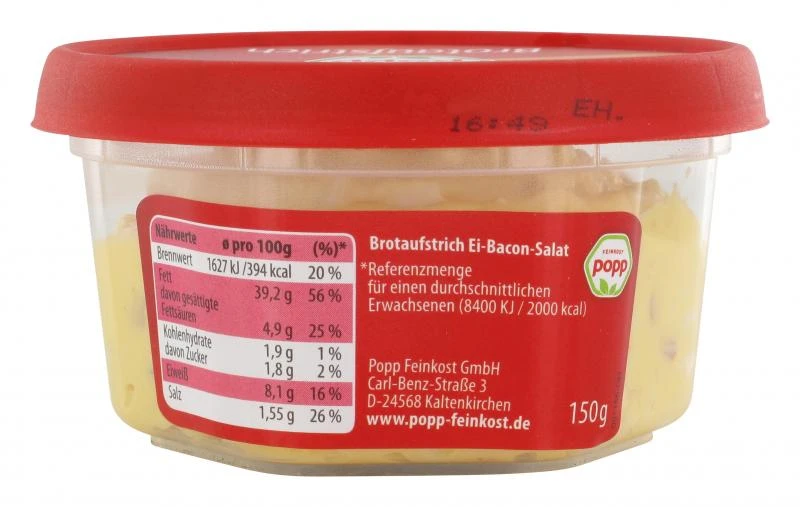 Brotaufstrich
16:49 EH.
Nährwerte ø pro 100g (%)*
Brennwert 1627 kJ /394 kcal 20 %
Fett 39,2 g 56 %
davon gesättigte
Fettsäuren 4,9 g 25 %
Kohlenhydrate 1,9 g 1 %
davon Zucker 1,8 g 2 %
Eiweiß 8,1 g 16 %
Salz 1,55 g 26 %
Brotaufstrich Ei-Bacon-Salat
*Referenzmenge
für einen durchschnittlichen
Erwachsenen (8400 KJ / 2000 kcal)
FEINKOST
popp
Popp Feinkost GmbH
Carl-Benz-Straße 3
D-24568 Kaltenkirchen
www.popp-feinkost.de
150g